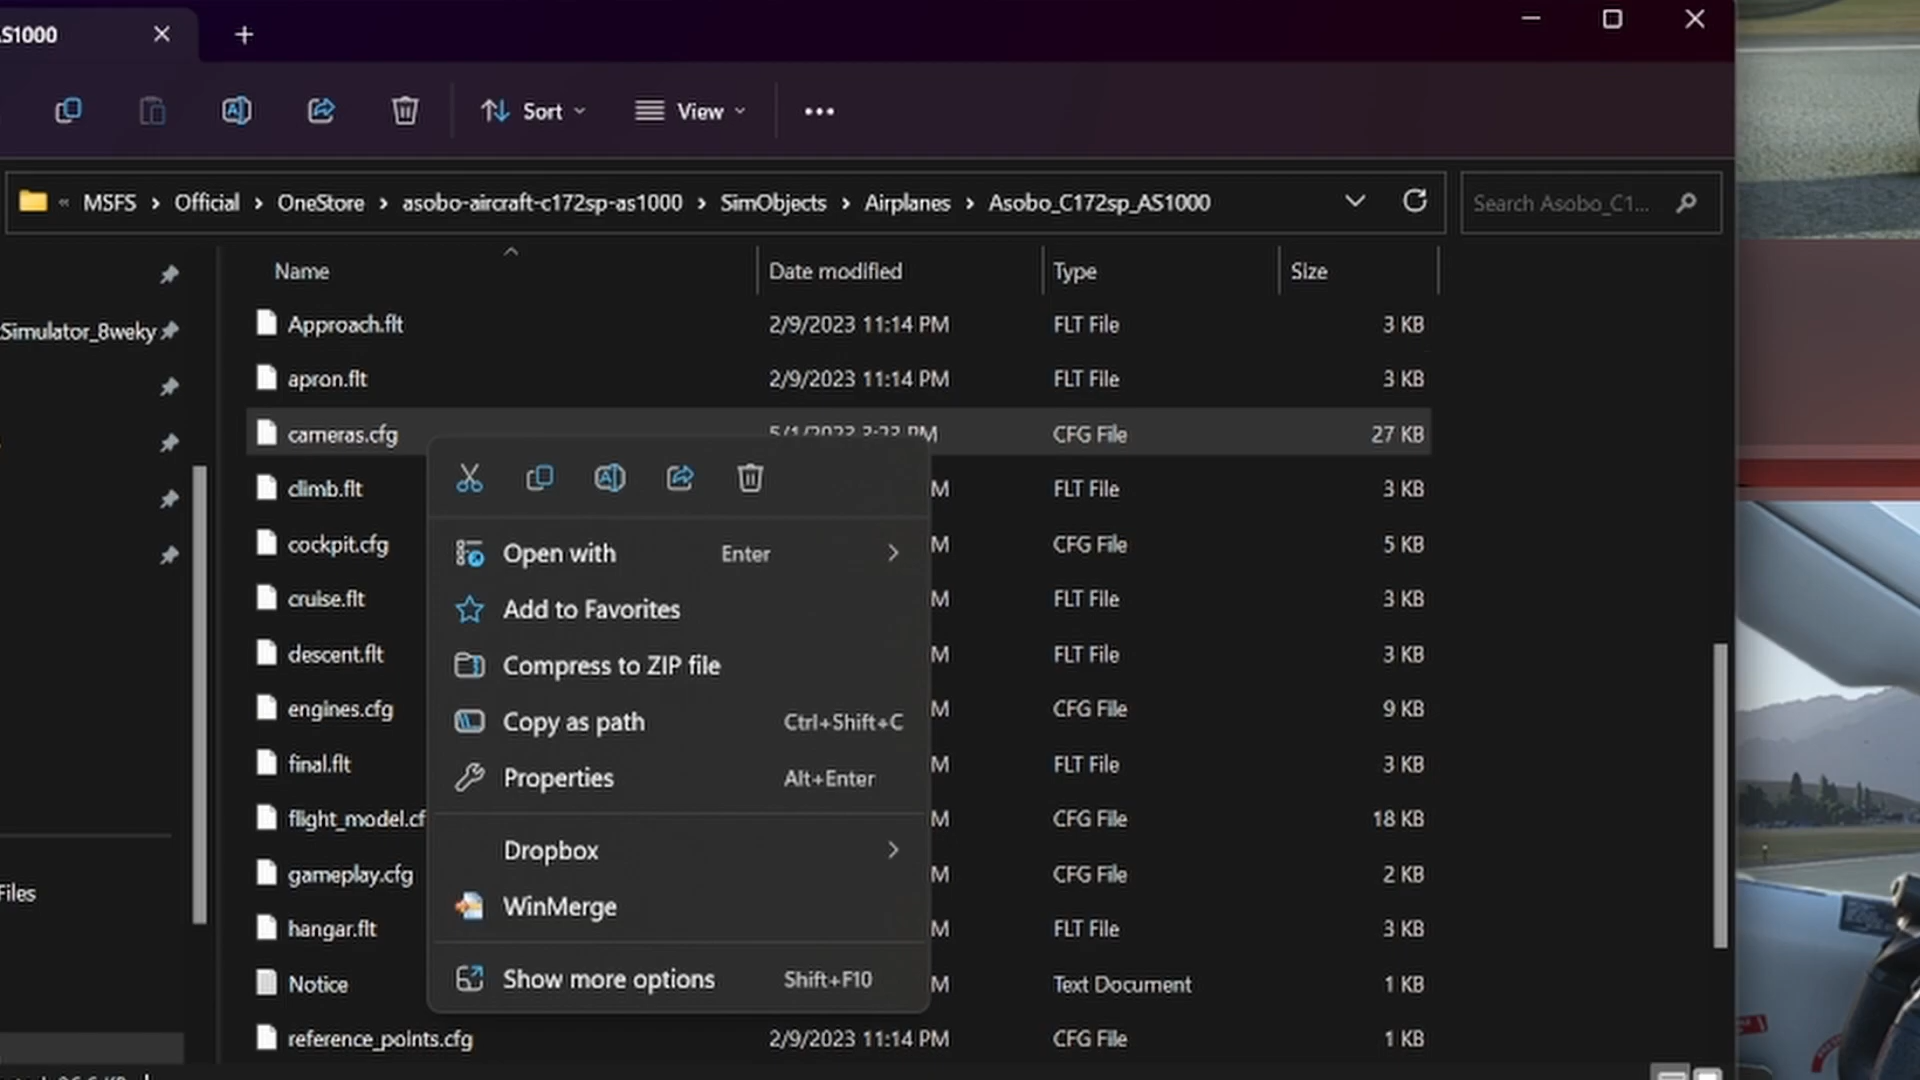 AS1000
Sort
View
« MSFS > Official > OneStore > asobo-aircraft-c172sp-as1000 > SimObjects > Airplanes > Asobo_C172sp_AS1000
Search Asobo_C1...
Name Date modified Type Size
Simulator_8weky
Files
Approach.flt 2/9/2023 11:14 PM FLT File 3 KB
apron.flt 2/9/2023 11:14 PM FLT File 3 KB
cameras.cfg 5/1/2023 PM CFG File 27 KB
climb.flt M FLT File 3 KB
cockpit.cfg M CFG File 5 KB
cruise.flt M FLT File 3 KB
descent.flt M FLT File 3 KB
engines.cfg M CFG File 9 KB
final.flt M FLT File 3 KB
flight_model.cf M CFG File 18 KB
gameplay.cfg M CFG File 2 KB
hangar.flt M FLT File 3 KB
Notice M Text Document 1 KB
reference_points.cfg 2/9/2023 11:14 PM CFG File 1 KB
Open with Enter
Add to Favorites
Compress to ZIP file
Copy as path Ctrl+Shift+C
Properties Alt+Enter
Dropbox
WinMerge
Show more options Shift+F10